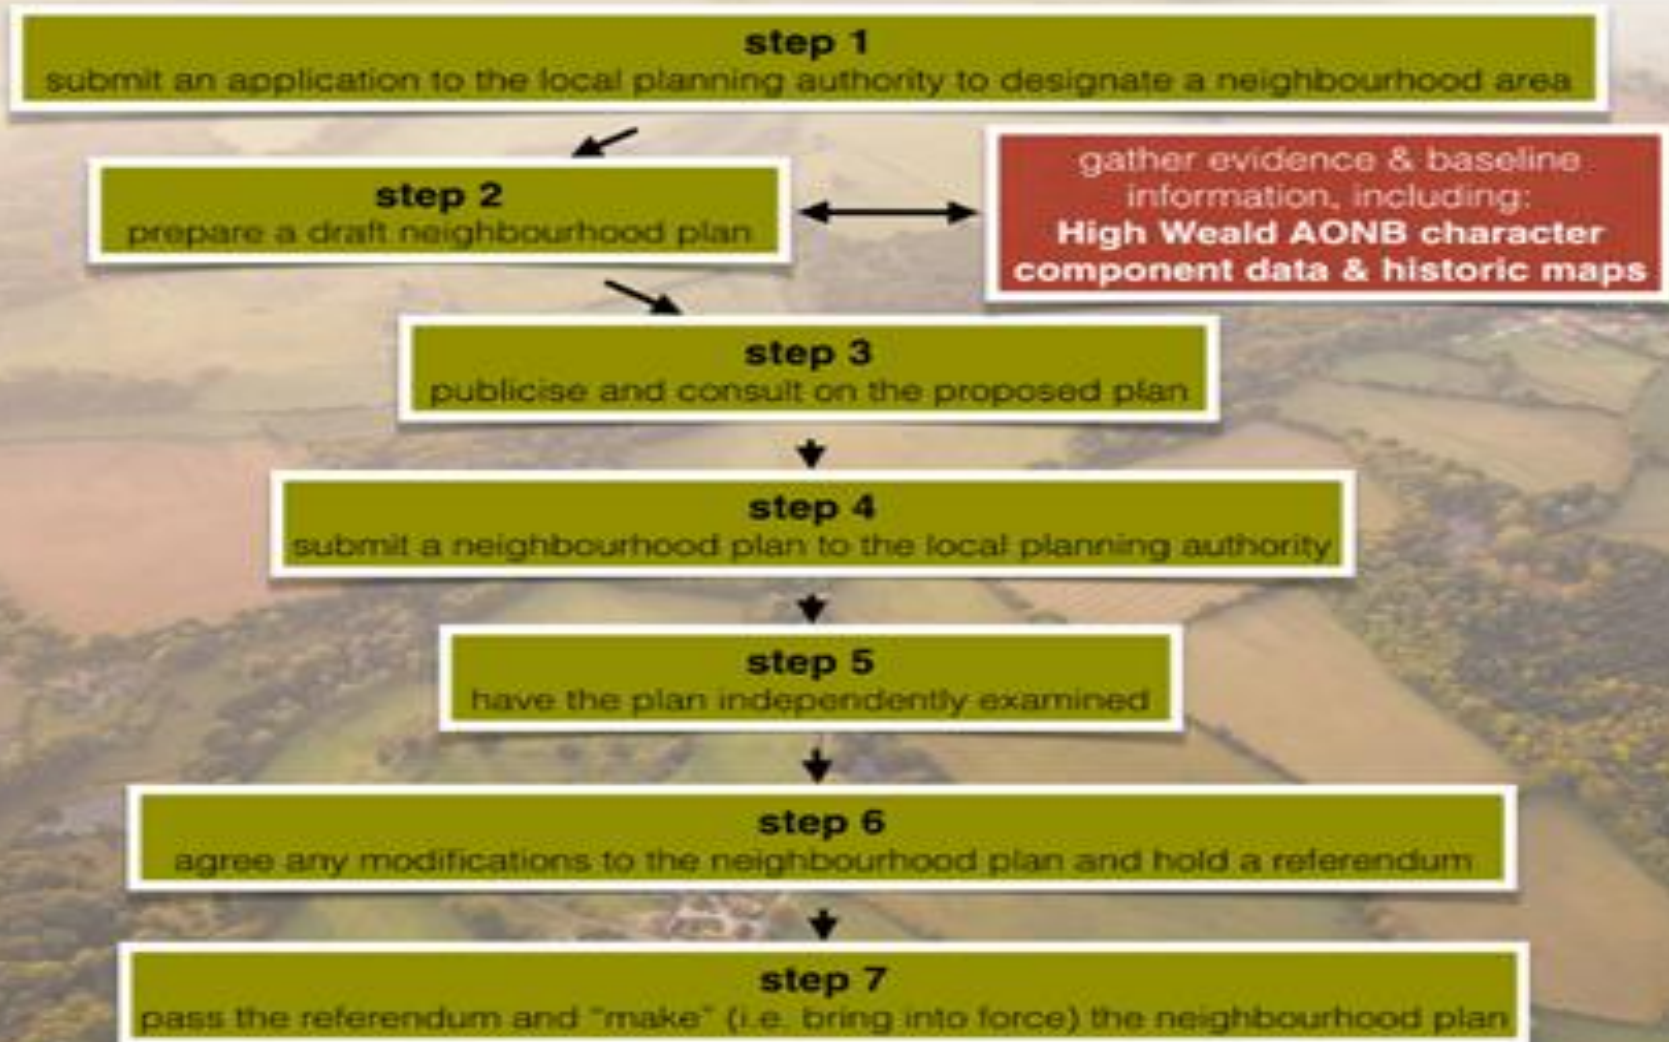 step 1
submit an application to the local planning authority to designate a neighbourhood area
step 2
prepare a draft neighbourhood plan
gather evidence & baseline
information, including:
High Weald AONB character
component data & historic maps
step 3
publicise and consult on the proposed plan
step 4
submit a neighbourhood plan to the local planning authority
step 5
have the plan independently examined
step 6
agree any modifications to the neighbourhood plan and hold a referendum
step 7
pass the referendum and "make" (i.e. bring into force) the neighbourhood plan